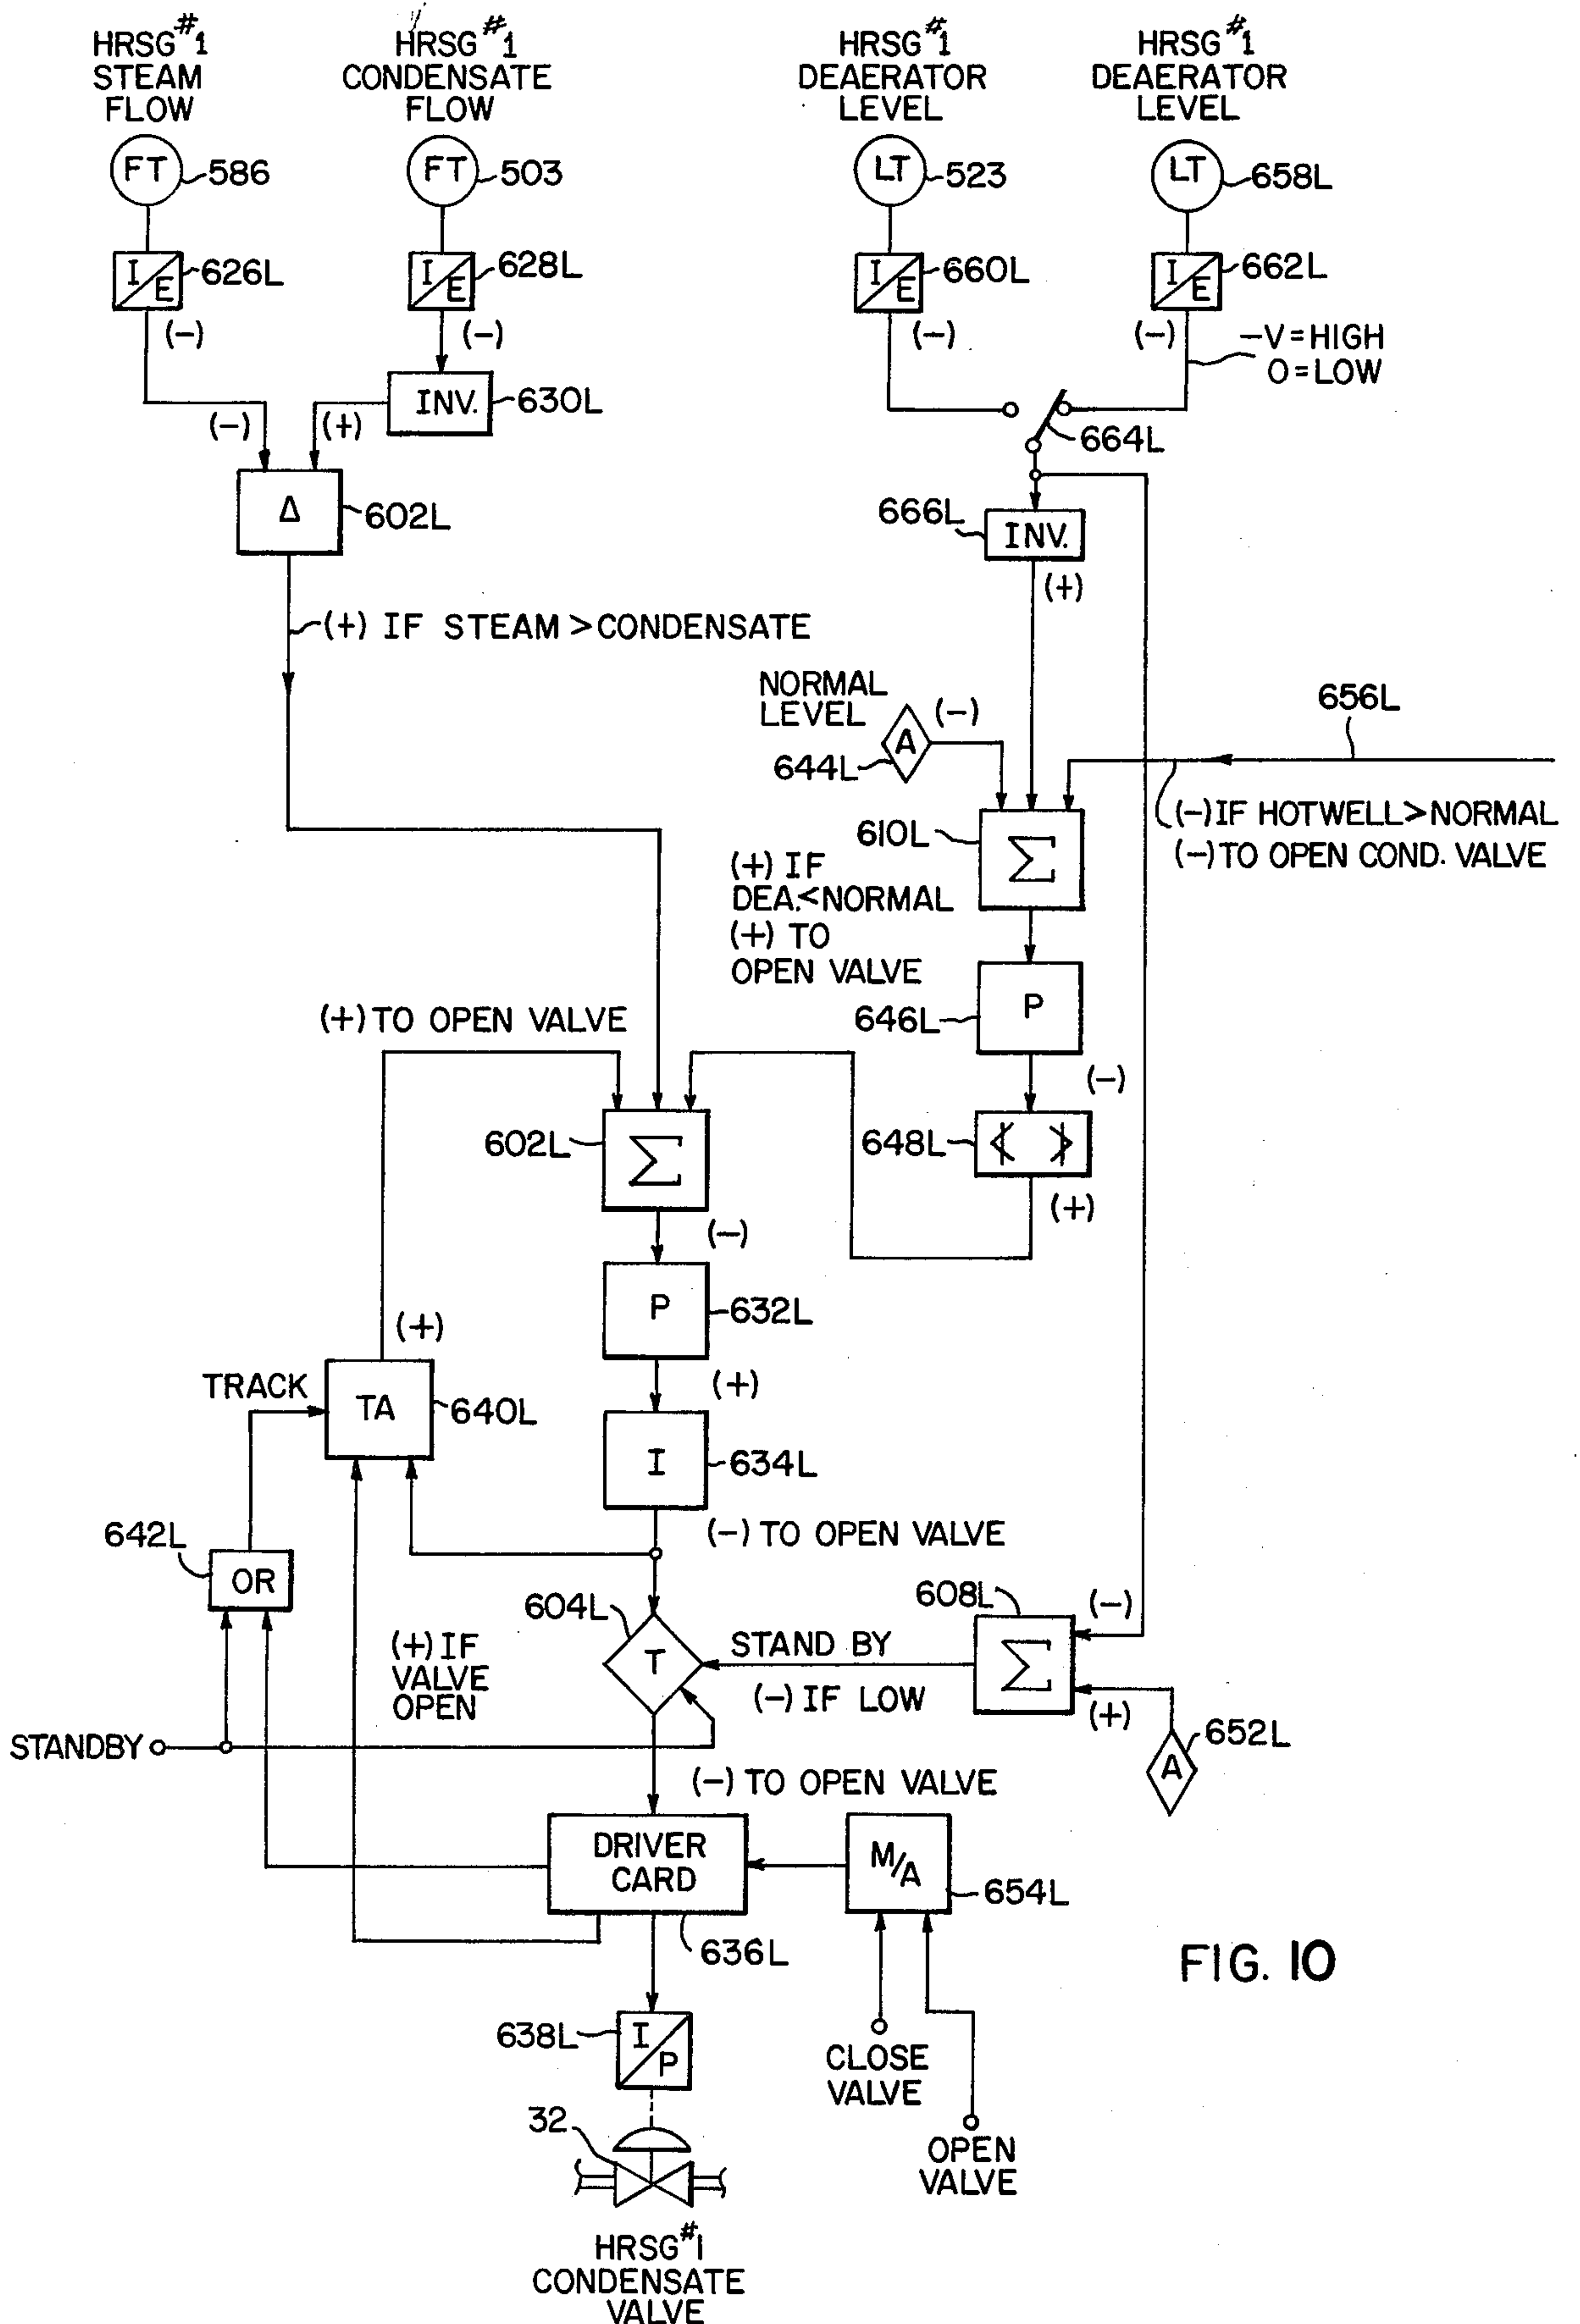 HRSG #1
STEAM
FLOW
HRSG #1
CONDENSATE
FLOW
HRSG #1
DEAERATOR
LEVEL
HRSG #1
DEAERATOR
LEVEL
FT
586
FT
503
LT
523
LT
658L
I/E
626L
I/E
628L
I/E
660L
I/E
662L
(-)
(-)
(-)
(-)
-V=HIGH
0=LOW
INV.
630L
(-)
(+)
664L
Δ
602L
666L
INV.
(+)
(+) IF STEAM > CONDENSATE
NORMAL
LEVEL
(-)
A
644L
656L
610L
Σ
(-) IF HOTWELL > NORMAL
(-) TO OPEN COND. VALVE
(+) IF
DEA. < NORMAL
(+) TO
OPEN VALVE
P
646L
(+) TO OPEN VALVE
(-)
602L
Σ
648L
≮ ≯
(+)
(-)
P
632L
(+)
(+)
TRACK
TA
640L
I
634L
(-) TO OPEN VALVE
642L
OR
604L
T
STAND BY
(-) IF LOW
608L
Σ
(-)
(+)
(+) IF
VALVE
OPEN
STANDBY
652L
A
(-) TO OPEN VALVE
DRIVER
CARD
M/A
654L
636L
FIG. 10
638L
I/P
CLOSE
VALVE
32
OPEN
VALVE
HRSG #1
CONDENSATE
VALVE